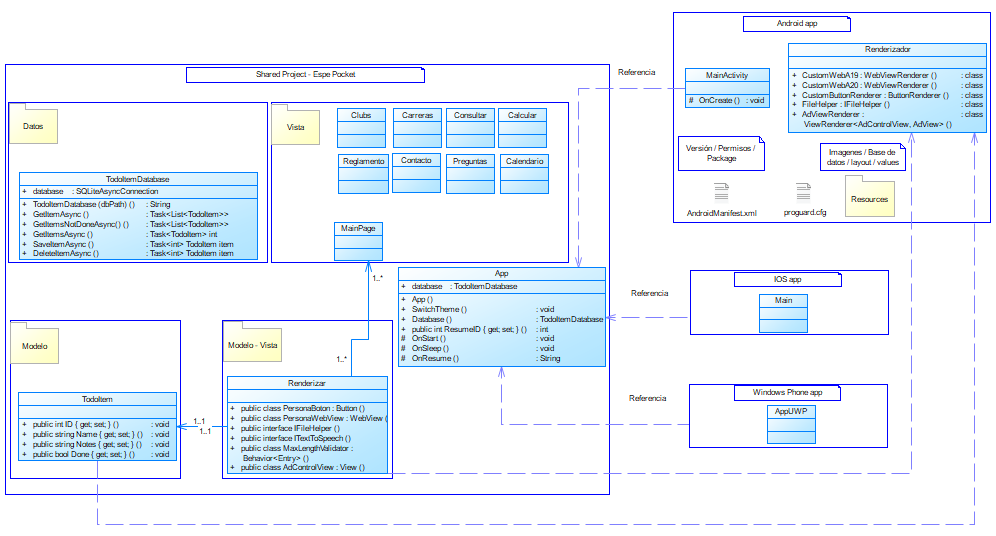 Shared Project - Espe Pocket
Datos
TodoItemDatabase
+ database : SQLiteAsyncConnection
+ TodoItemDatabase (dbPath) () : String
+ GetItemAsync () : Task<List<TodoItem>>
+ GetItemsNotDoneAsync() () : Task<List<TodoItem>>
+ GetItemsAsync () : Task<TodoItem> int
+ SaveItemAsync () : Task<int> TodoItem item
+ DeleteItemAsync () : Task<int> TodoItem item
Vista
Clubs
Carreras
Consultar
Calcular
Reglamento
Contacto
Preguntas
Calendario
MainPage
1..*
1..*
App
+ database : TodoItemDatabase
+ App ()
+ SwitchTheme () : void
+ Database () : TodoItemDatabase
+ public int ResumeID { get; set; } () : int
# OnStart () : void
# OnSleep () : void
# OnResume () : String
Modelo
TodoItem
+ public int ID { get; set; } () : void
+ public string Name { get; set; } () : void
+ public string Notes { get; set; } () : void
+ public bool Done { get; set; } () : void
1..1
1..1
Modelo - Vista
Renderizar
+ public class PersonaBoton : Button ()
+ public class PersonaWebView : WebView (
+ public interface IFileHelper ()
+ public interface ITextToSpeech ()
+ public class MaxLengthValidator :
Behavior<Entry> ()
+ public class AdControlView : View ()
Android app
Referencia
MainActivity
# OnCreate () : void
Renderizador
+ CustomWebA19 : WebViewRenderer () : class
+ CustomWebA20 : WebViewRenderer () : class
+ CustomButtonRenderer : ButtonRenderer () : class
+ FileHelper : IFileHelper () : class
+ AdViewRenderer : : class
ViewRenderer<AdControlView, AdView> ()
Versión / Permisos /
Package
Imagenes / Base de
datos / layout / values
AndroidManifest.xml
proguard.cfg
Resources
Referencia
IOS app
Main
Referencia
Windows Phone app
AppUWP